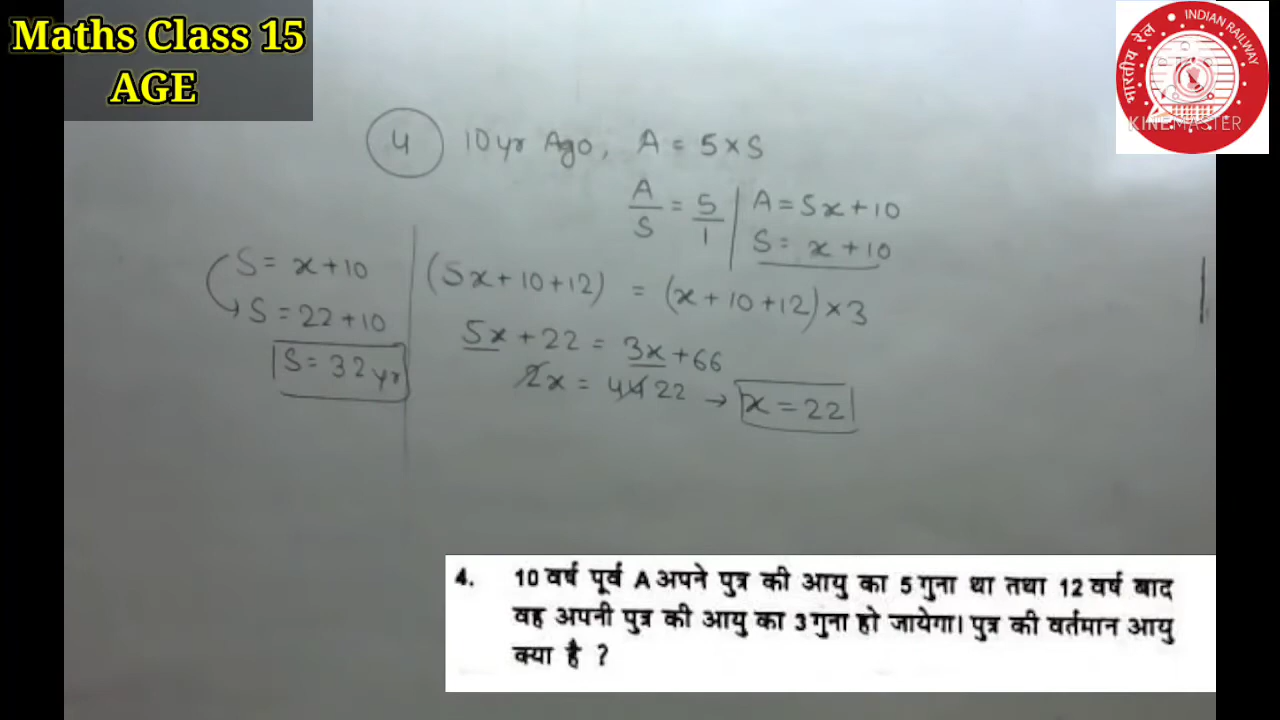 Maths Class 15
AGE
भारतीय रेल
INDIAN RAILWAY
KINEMASTER
4 10yr Ago, A = 5×S
A/S = 5/1 | A = 5x+10
S = x+10
(5x+10+12) = (x+10+12)×3
5x+22 = 3x+66
2x = 44 22 → x = 22
S = x+10
S = 22+10
S = 32yr
4. 10 वर्ष पूर्व A अपने पुत्र की आयु का 5 गुना था तथा 12 वर्ष बाद
वह अपनी पुत्र की आयु का 3 गुना हो जायेगा। पुत्र की वर्तमान आयु
क्या है ?